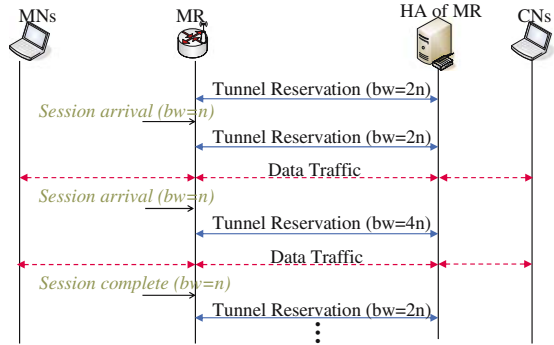 MNs MR HA of MR CNs
Tunnel Reservation (bw=2n)
Session arrival (bw=n)
Tunnel Reservation (bw=2n)
Data Traffic
Session arrival (bw=n)
Tunnel Reservation (bw=4n)
Data Traffic
Session complete (bw=n)
Tunnel Reservation (bw=2n)